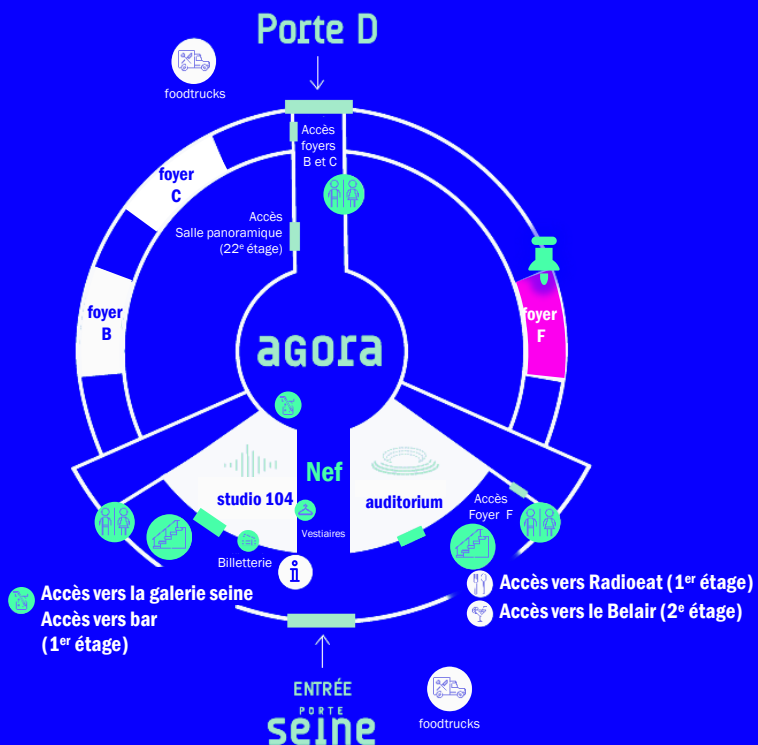 Porte D
foodtrucks
Accès
foyers
B et C
foyer
C
Accès
Salle panoramique
(22e étage)
foyer
B
foyer
F
agora
Nef
studio 104
auditorium
Accès
Foyer F
Vestiaires
Billetterie
i
Accès vers la galerie seine
Accès vers bar
(1er étage)
Accès vers Radioeat (1er étage)
Accès vers le Belair (2e étage)
ENTRÉE
PORTE
seine
foodtrucks